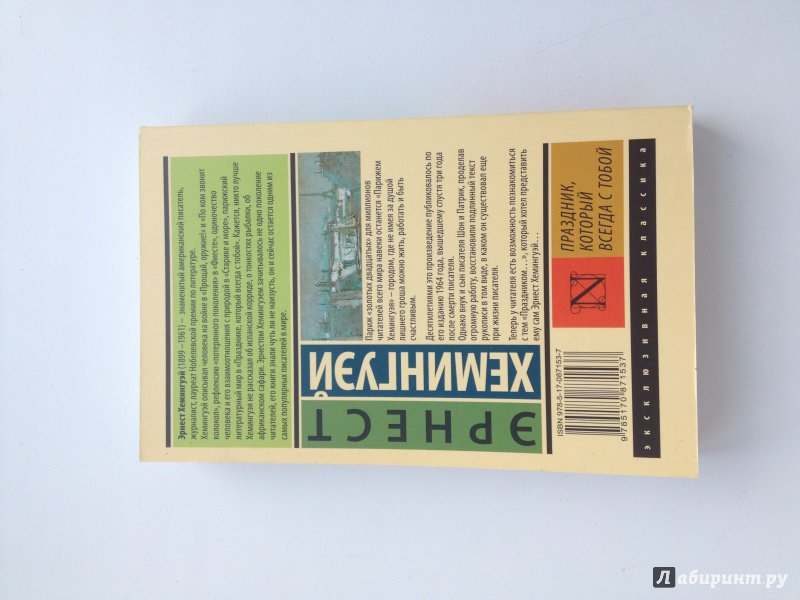 Эрнест Хемингуэй (1899–1961) – знаменитый американский писатель,
журналист, лауреат Нобелевской премии по литературе.
Хемингуэй описывал человека на войне в «Прощай, оружие!» и «По ком звонит
колокол», рефлексию «потерянного поколения» в «Фиесте», одиночество
человека и его взаимоотношения с природой в «Старике и море», парижский
литературный мир в «Празднике, который всегда с тобой». Кажется, никто лучше
Хемингуэя не рассказал об испанской корриде, о тонкостях рыбалки, об
африканском сафари. Эрнестом Хемингуэем зачитывалось не одно поколение
читателей, его книги знали чуть ли не наизусть, он и сейчас остается одним из
самых популярных писателей в мире.
ЭРНЕСТ
ХЕМИНГУЭЙ
Париж «золотых двадцатых» для миллионов
читателей всего мира навеки останется «Парижем
Хемингуэя» – городом, где не имея за душой
лишнего гроша можно жить, работать и быть
счастливым.
Десятилетиями это произведение публиковалось по
его изданию 1964 года, вышедшему спустя три года
после смерти писателя.
Однако внук и сын писателя Шон и Патрик, проделав
огромную работу, восстановили подлинный текст
рукописи в том виде, в каком он существовал еще
при жизни писателя.
Теперь у читателя есть возможность познакомиться
с тем «Праздником...», который хотел представить
ему сам Эрнест Хемингуэй...
ISBN 978-5-17-087153-7
9 785170 871537
N
ПРАЗДНИК,
КОТОРЫЙ
ВСЕГДА С ТОБОЙ
эксклюзивная классика
Лабиринт.ру